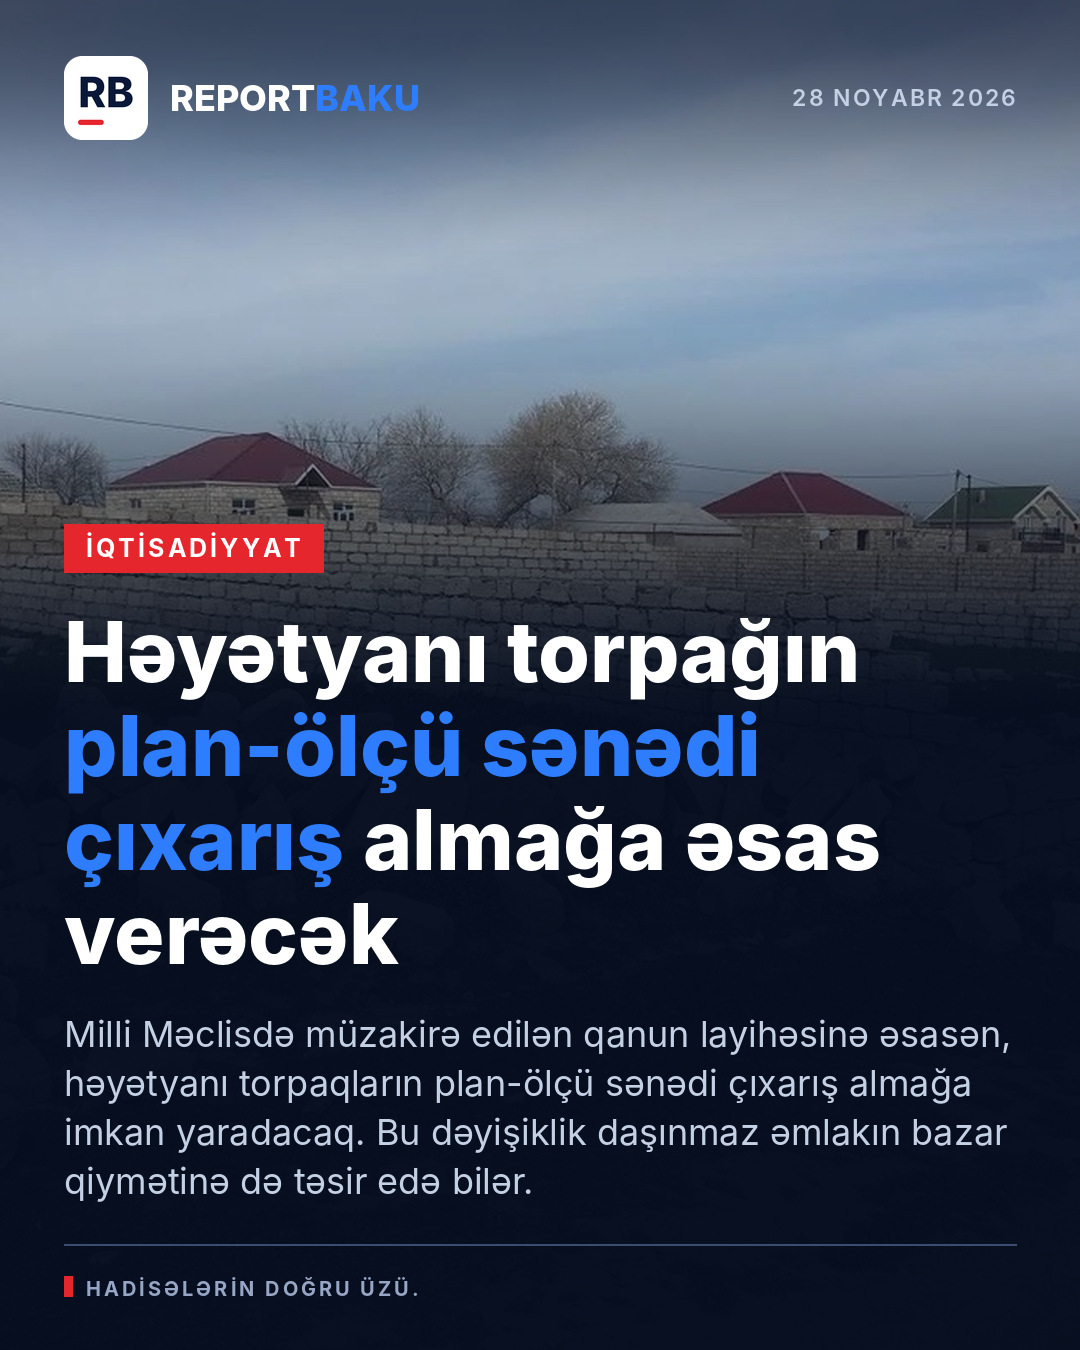 RB
REPORTBAKU
28 NOYABR 2026
İQTİSADİYYAT
Həyətyanı torpağın
plan-ölçü sənədi
çıxarış almağa əsas
verəcək
Milli Məclisdə müzakirə edilən qanun layihəsinə əsasən,
həyətyanı torpaqların plan-ölçü sənədi çıxarış almağa
imkan yaradacaq. Bu dəyişiklik daşınmaz əmlakın bazar
qiymətinə də təsir edə bilər.
HADİSƏLƏRİN DOĞRU ÜZÜ.